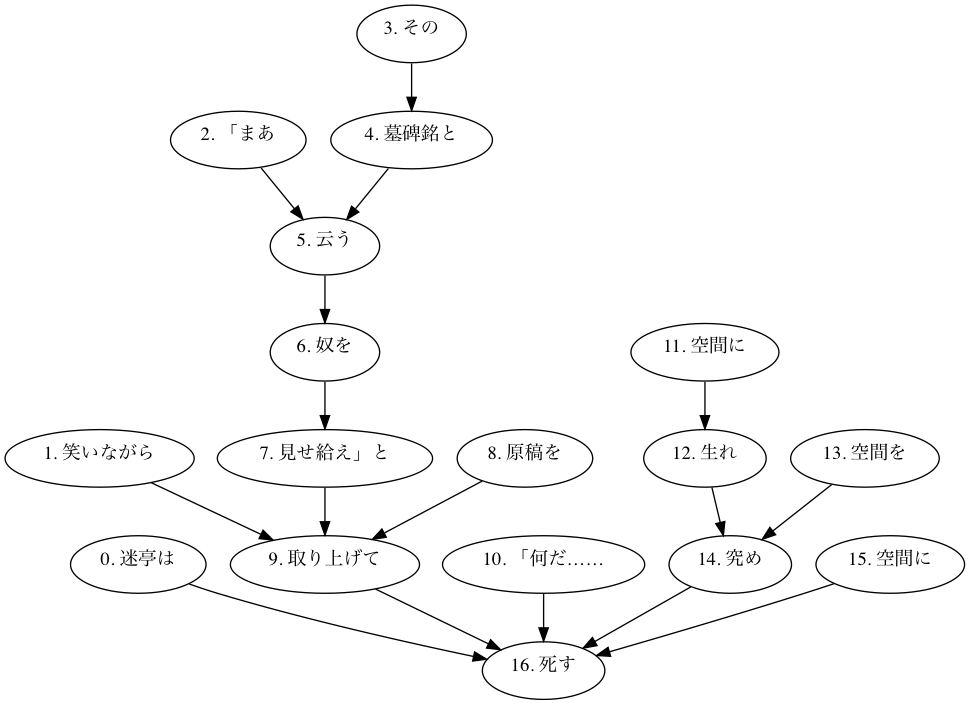 3. その
2. 「まあ
4. 墓碑銘と
5. 云う
6. 奴を
11. 空間に
1. 笑いながら
7. 見せ給え」と
8. 原稿を
12. 生れ
13. 空間を
0. 迷亭は
9. 取り上げて
10. 「何だ……
14. 究め
15. 空間に
16. 死す